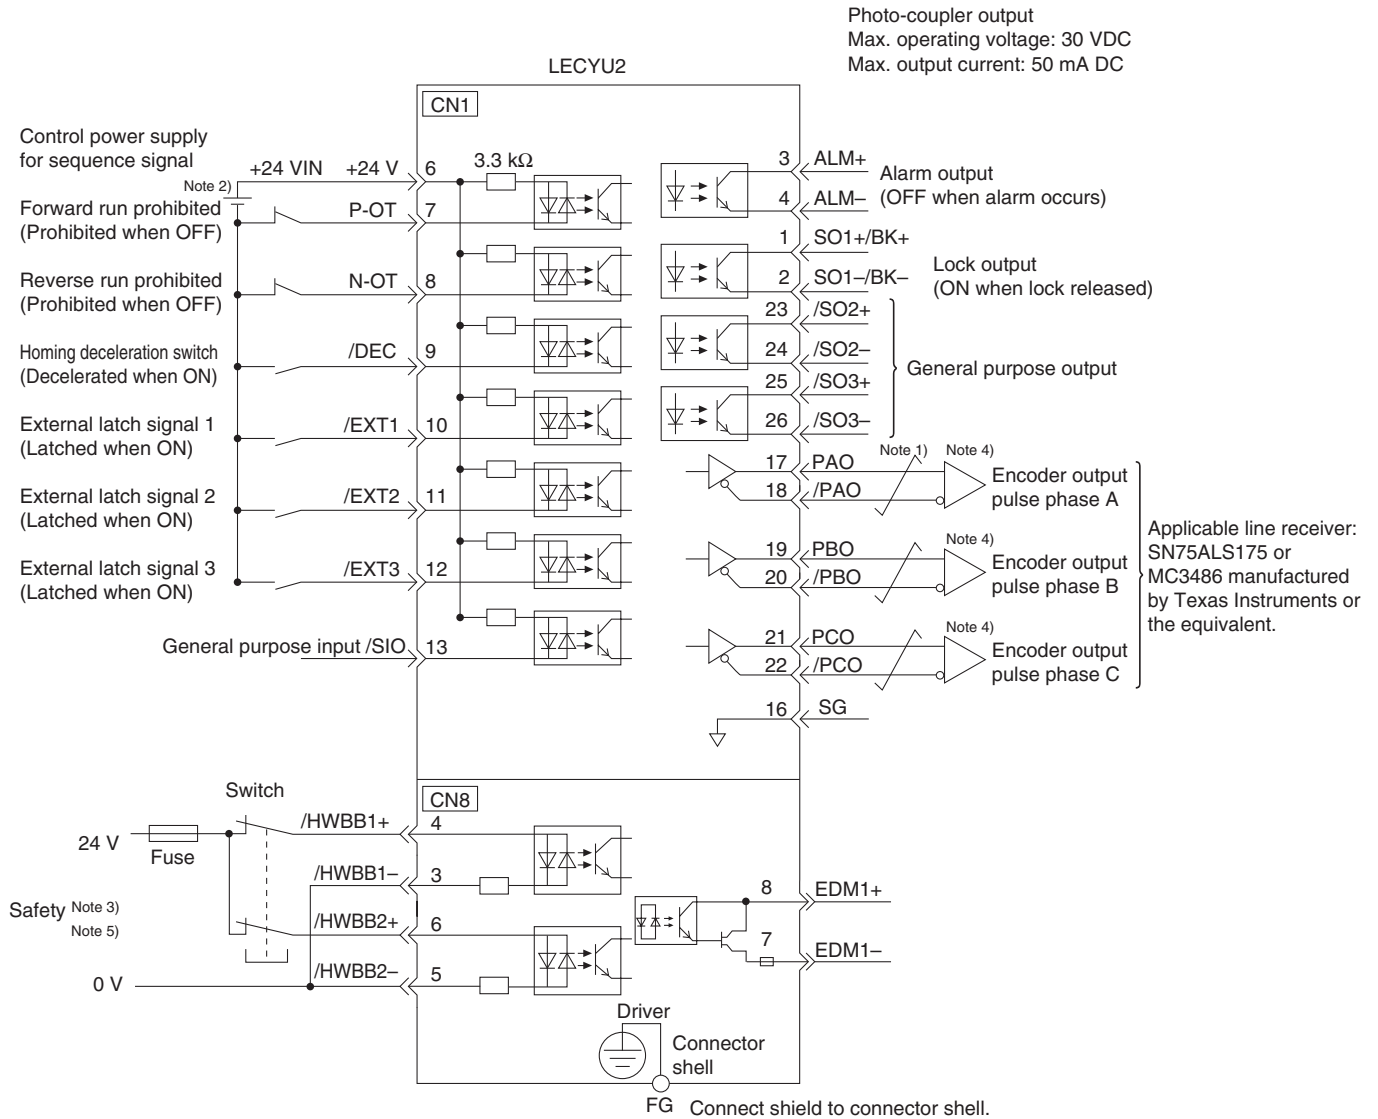 Photo-coupler output
Max. operating voltage: 30 VDC
Max. output current: 50 mA DC
LECYU2
CN1
Control power supply
for sequence signal
+24 VIN
+24 V
6
3.3 kΩ
Note 2)
Forward run prohibited
(Prohibited when OFF)
P-OT
7
Reverse run prohibited
(Prohibited when OFF)
N-OT
8
Homing deceleration switch
(Decelerated when ON)
/DEC
9
External latch signal 1
(Latched when ON)
/EXT1
10
External latch signal 2
(Latched when ON)
/EXT2
11
External latch signal 3
(Latched when ON)
/EXT3
12
General purpose input /SIO
13
3
ALM+
4
ALM–
Alarm output
(OFF when alarm occurs)
1
SO1+/BK+
2
SO1–/BK–
Lock output
(ON when lock released)
23
/SO2+
24
/SO2–
25
/SO3+
26
/SO3–
General purpose output
Note 1)
Note 4)
17
PAO
18
/PAO
Encoder output
pulse phase A
19
PBO
20
/PBO
Note 4)
Encoder output
pulse phase B
21
PCO
22
/PCO
Note 4)
Encoder output
pulse phase C
Applicable line receiver:
SN75ALS175 or
MC3486 manufactured
by Texas Instruments or
the equivalent.
16
SG
CN8
Switch
24 V
Fuse
/HWBB1+
4
/HWBB1–
3
Safety Note 3)
Note 5)
/HWBB2+
6
/HWBB2–
5
0 V
8
EDM1+
7
EDM1–
Driver
Connector
shell
FG
Connect shield to connector shell.